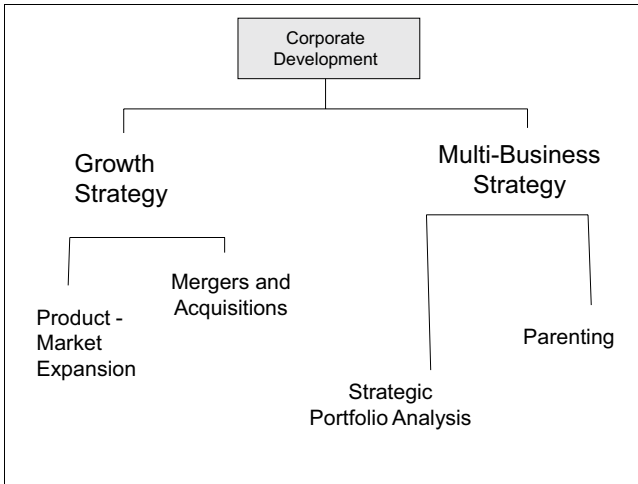 Corporate
Development
Growth
Strategy
Multi-Business
Strategy
Product -
Market
Expansion
Mergers and
Acquisitions
Strategic
Portfolio Analysis
Parenting